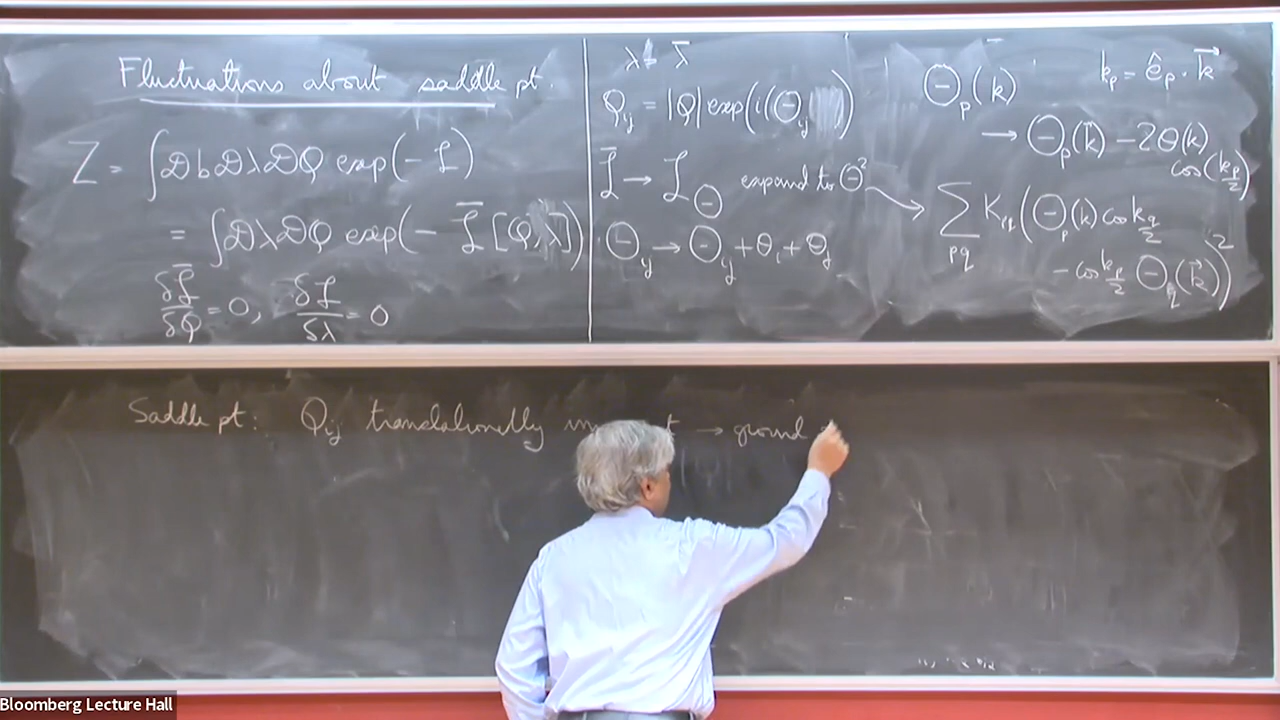 Fluctuations about saddle pt.
Z = ∫𝒟b𝒟λ𝒟Q exp(-ℒ)
= ∫𝒟λ𝒟Q exp(-ℒ̄[Q,λ])
δℒ̄/δQ = 0, δℒ/δλ = 0
λ λ̄
Q_ij = |Q| exp(i(Θ_ij))
ℒ̄ → ℒ_Θ expand to Θ²
Θ_ij → Θ_ij + θ_i + θ_j
Θ_p(k) k_p = ê_p · k⃗
→ Θ_p(k) - 2θ(k) cos(k_p/2)
Σ_pq K_pq(Θ_p(k) cos k_q/2
- cos k_p/2 Θ_q(k⃗))²
Saddle pt: Q_ij translationally → ground
Bloomberg Lecture Hall